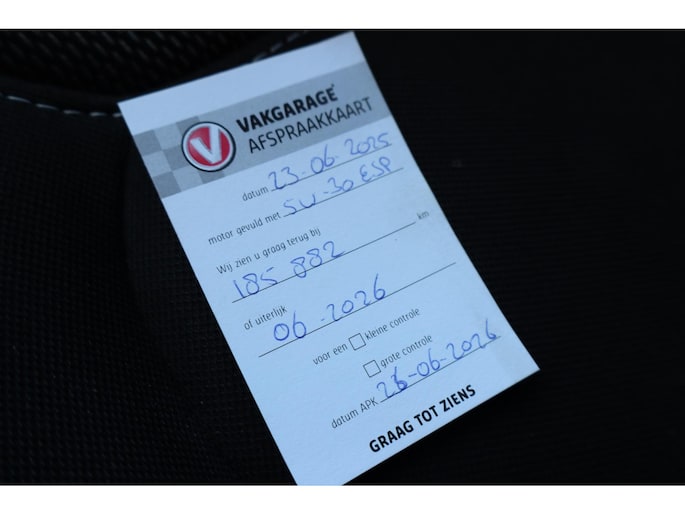 V
VAKGARAGE
AFSPRAAKKAART
datum 23-06-2025
motor gevuld met 5W-30 ESP
Wij zien u graag terug bij
185 882 km
of uiterlijk
06-2026
voor een kleine controle
grote controle
datum APK 26-06-2026
GRAAG TOT ZIENS